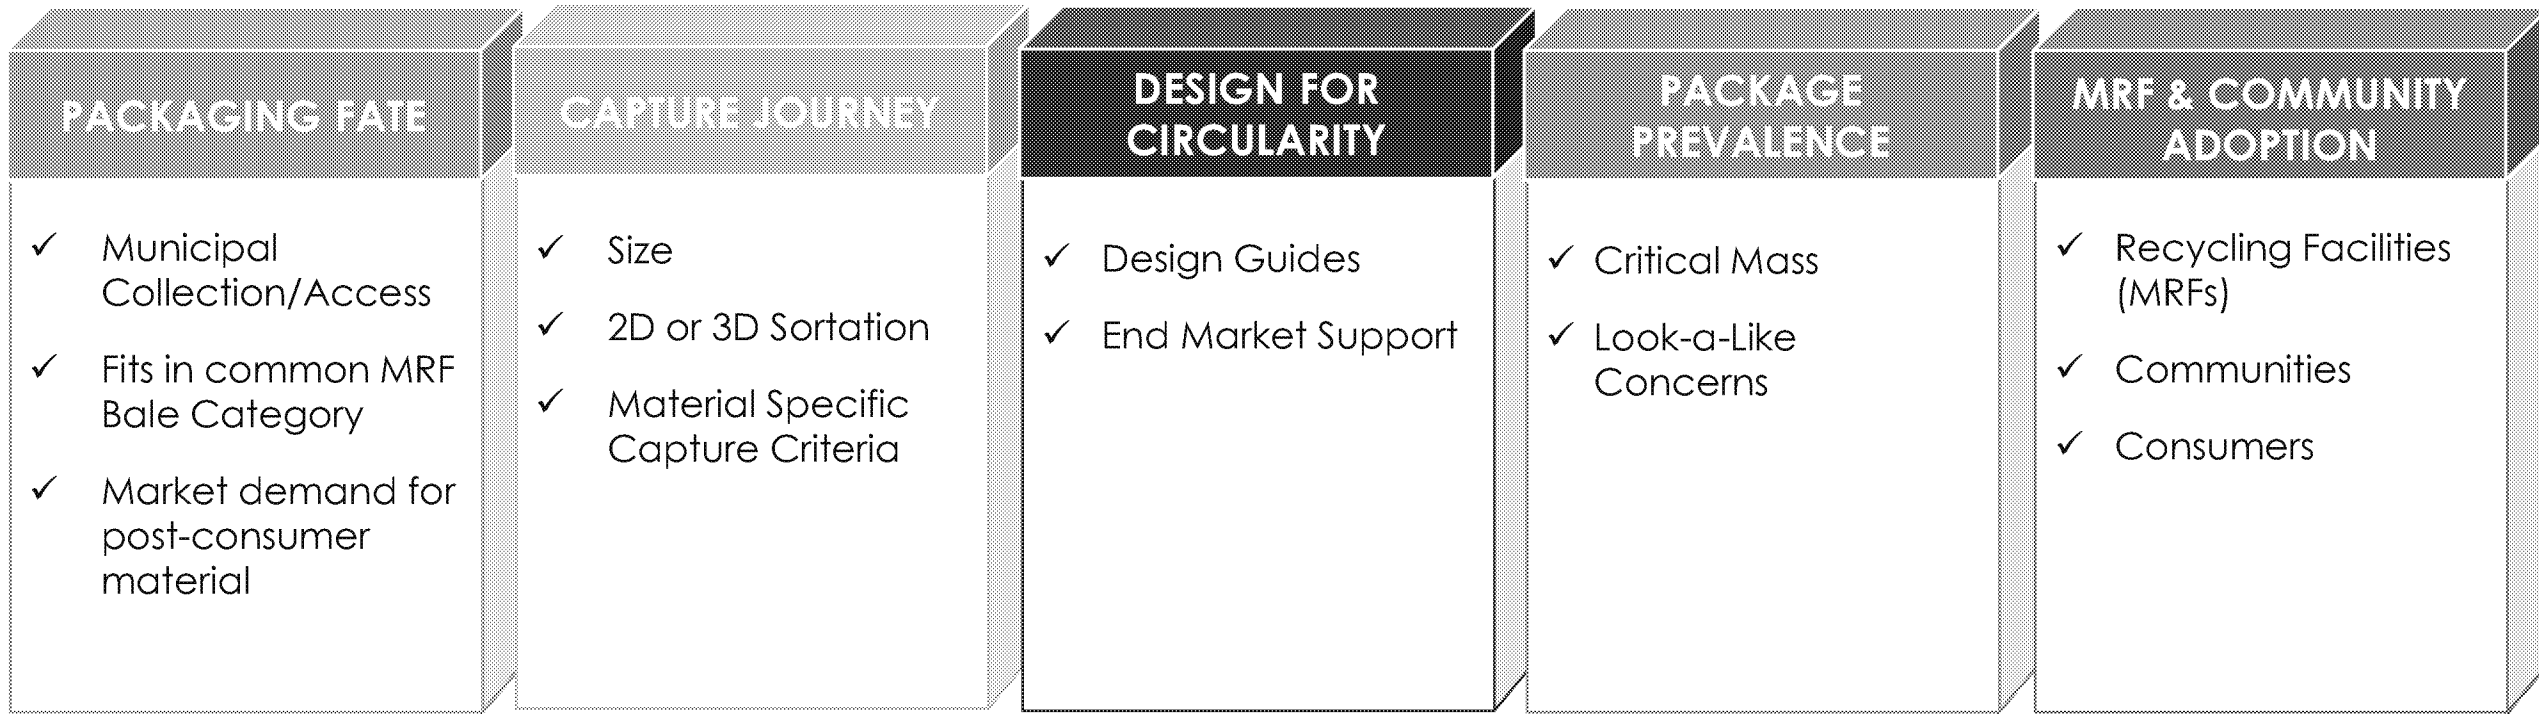 PACKAGING FATE
✓ Municipal
Collection/Access
✓ Fits in common MRF
Bale Category
✓ Market demand for
post-consumer
material
CAPTURE JOURNEY
✓ Size
✓ 2D or 3D Sortation
✓ Material Specific
Capture Criteria
DESIGN FOR
CIRCULARITY
✓ Design Guides
✓ End Market Support
PACKAGE
PREVALENCE
✓ Critical Mass
✓ Look-a-Like
Concerns
MRF & COMMUNITY
ADOPTION
✓ Recycling Facilities
(MRFs)
✓ Communities
✓ Consumers